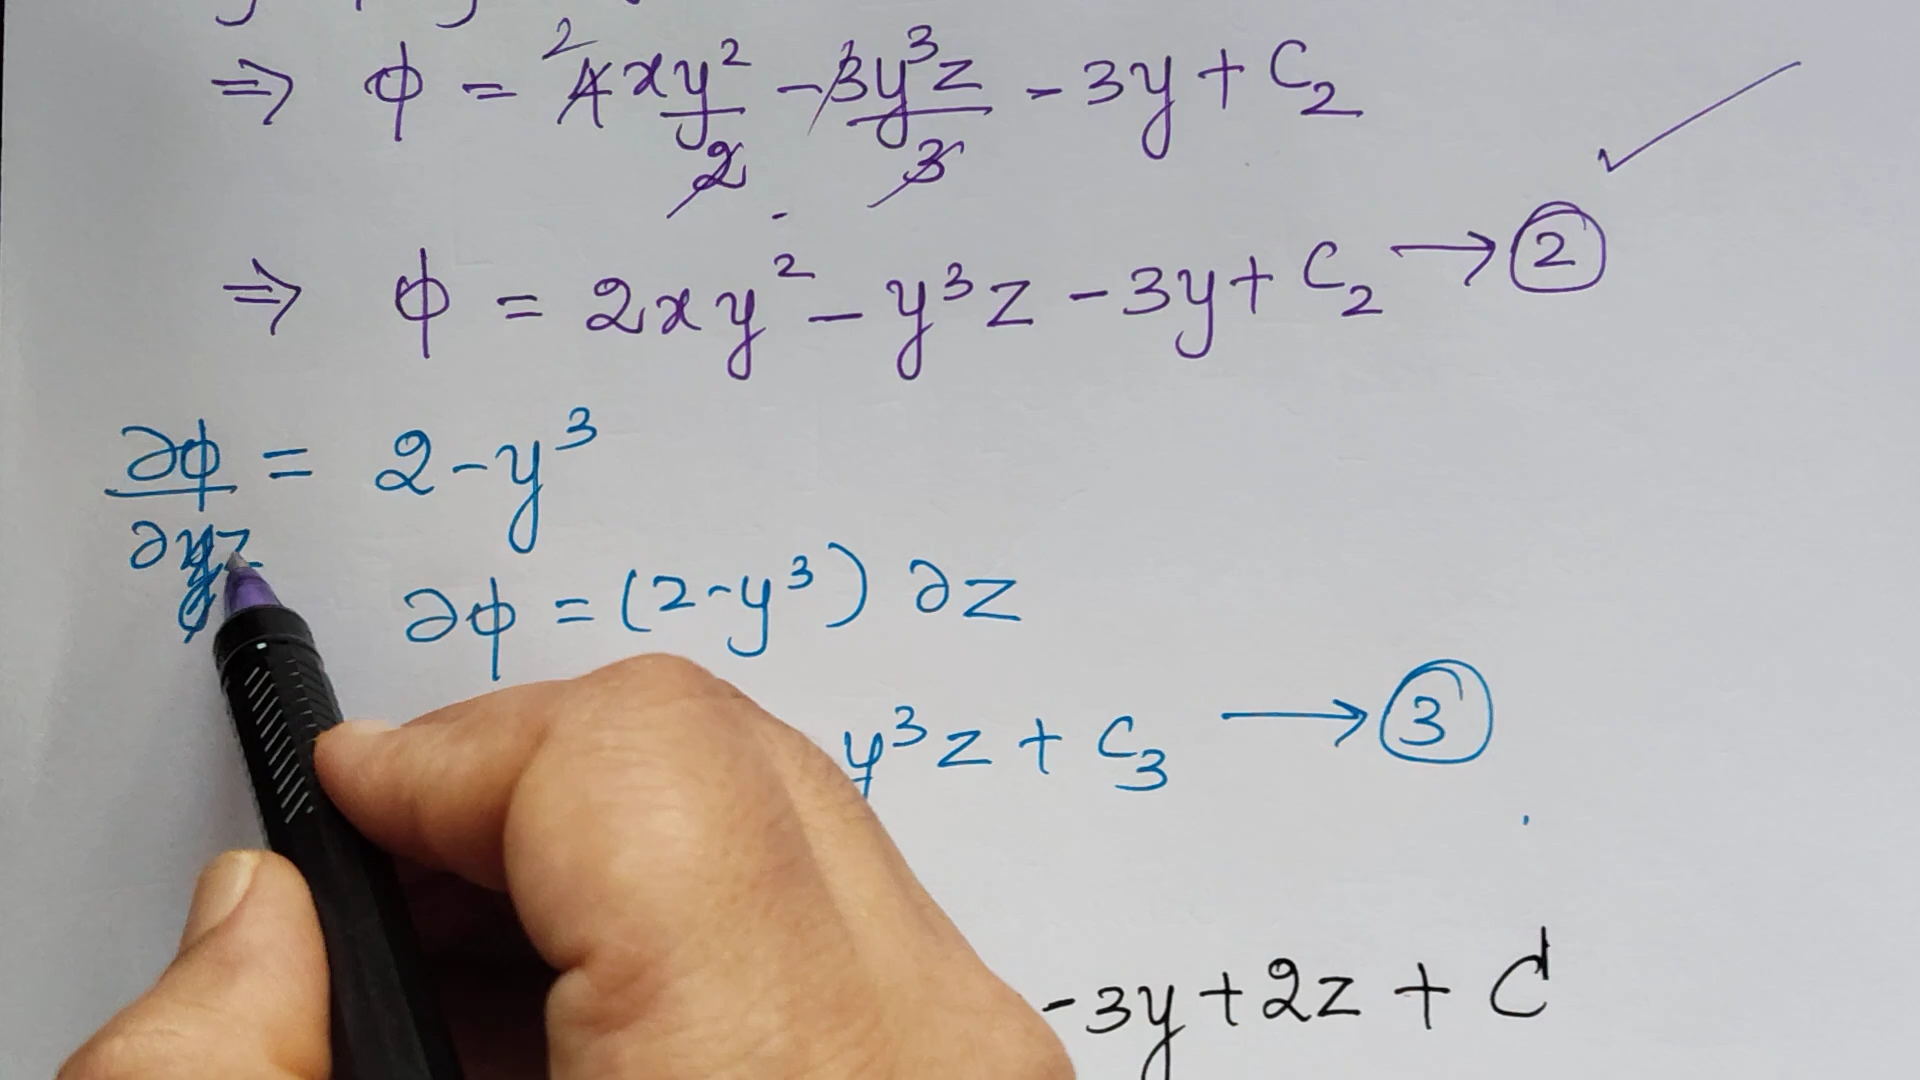 ⇒ ϕ = ²4xy²/2 - 3y³z/3 - 3y + C₂
⇒ ϕ = 2xy² - y³z - 3y + C₂ → ②
∂ϕ/∂z = 2 - y³
∂ϕ = (2 - y³) ∂z
y³z + C₃ → ③
-3y + 2z + C